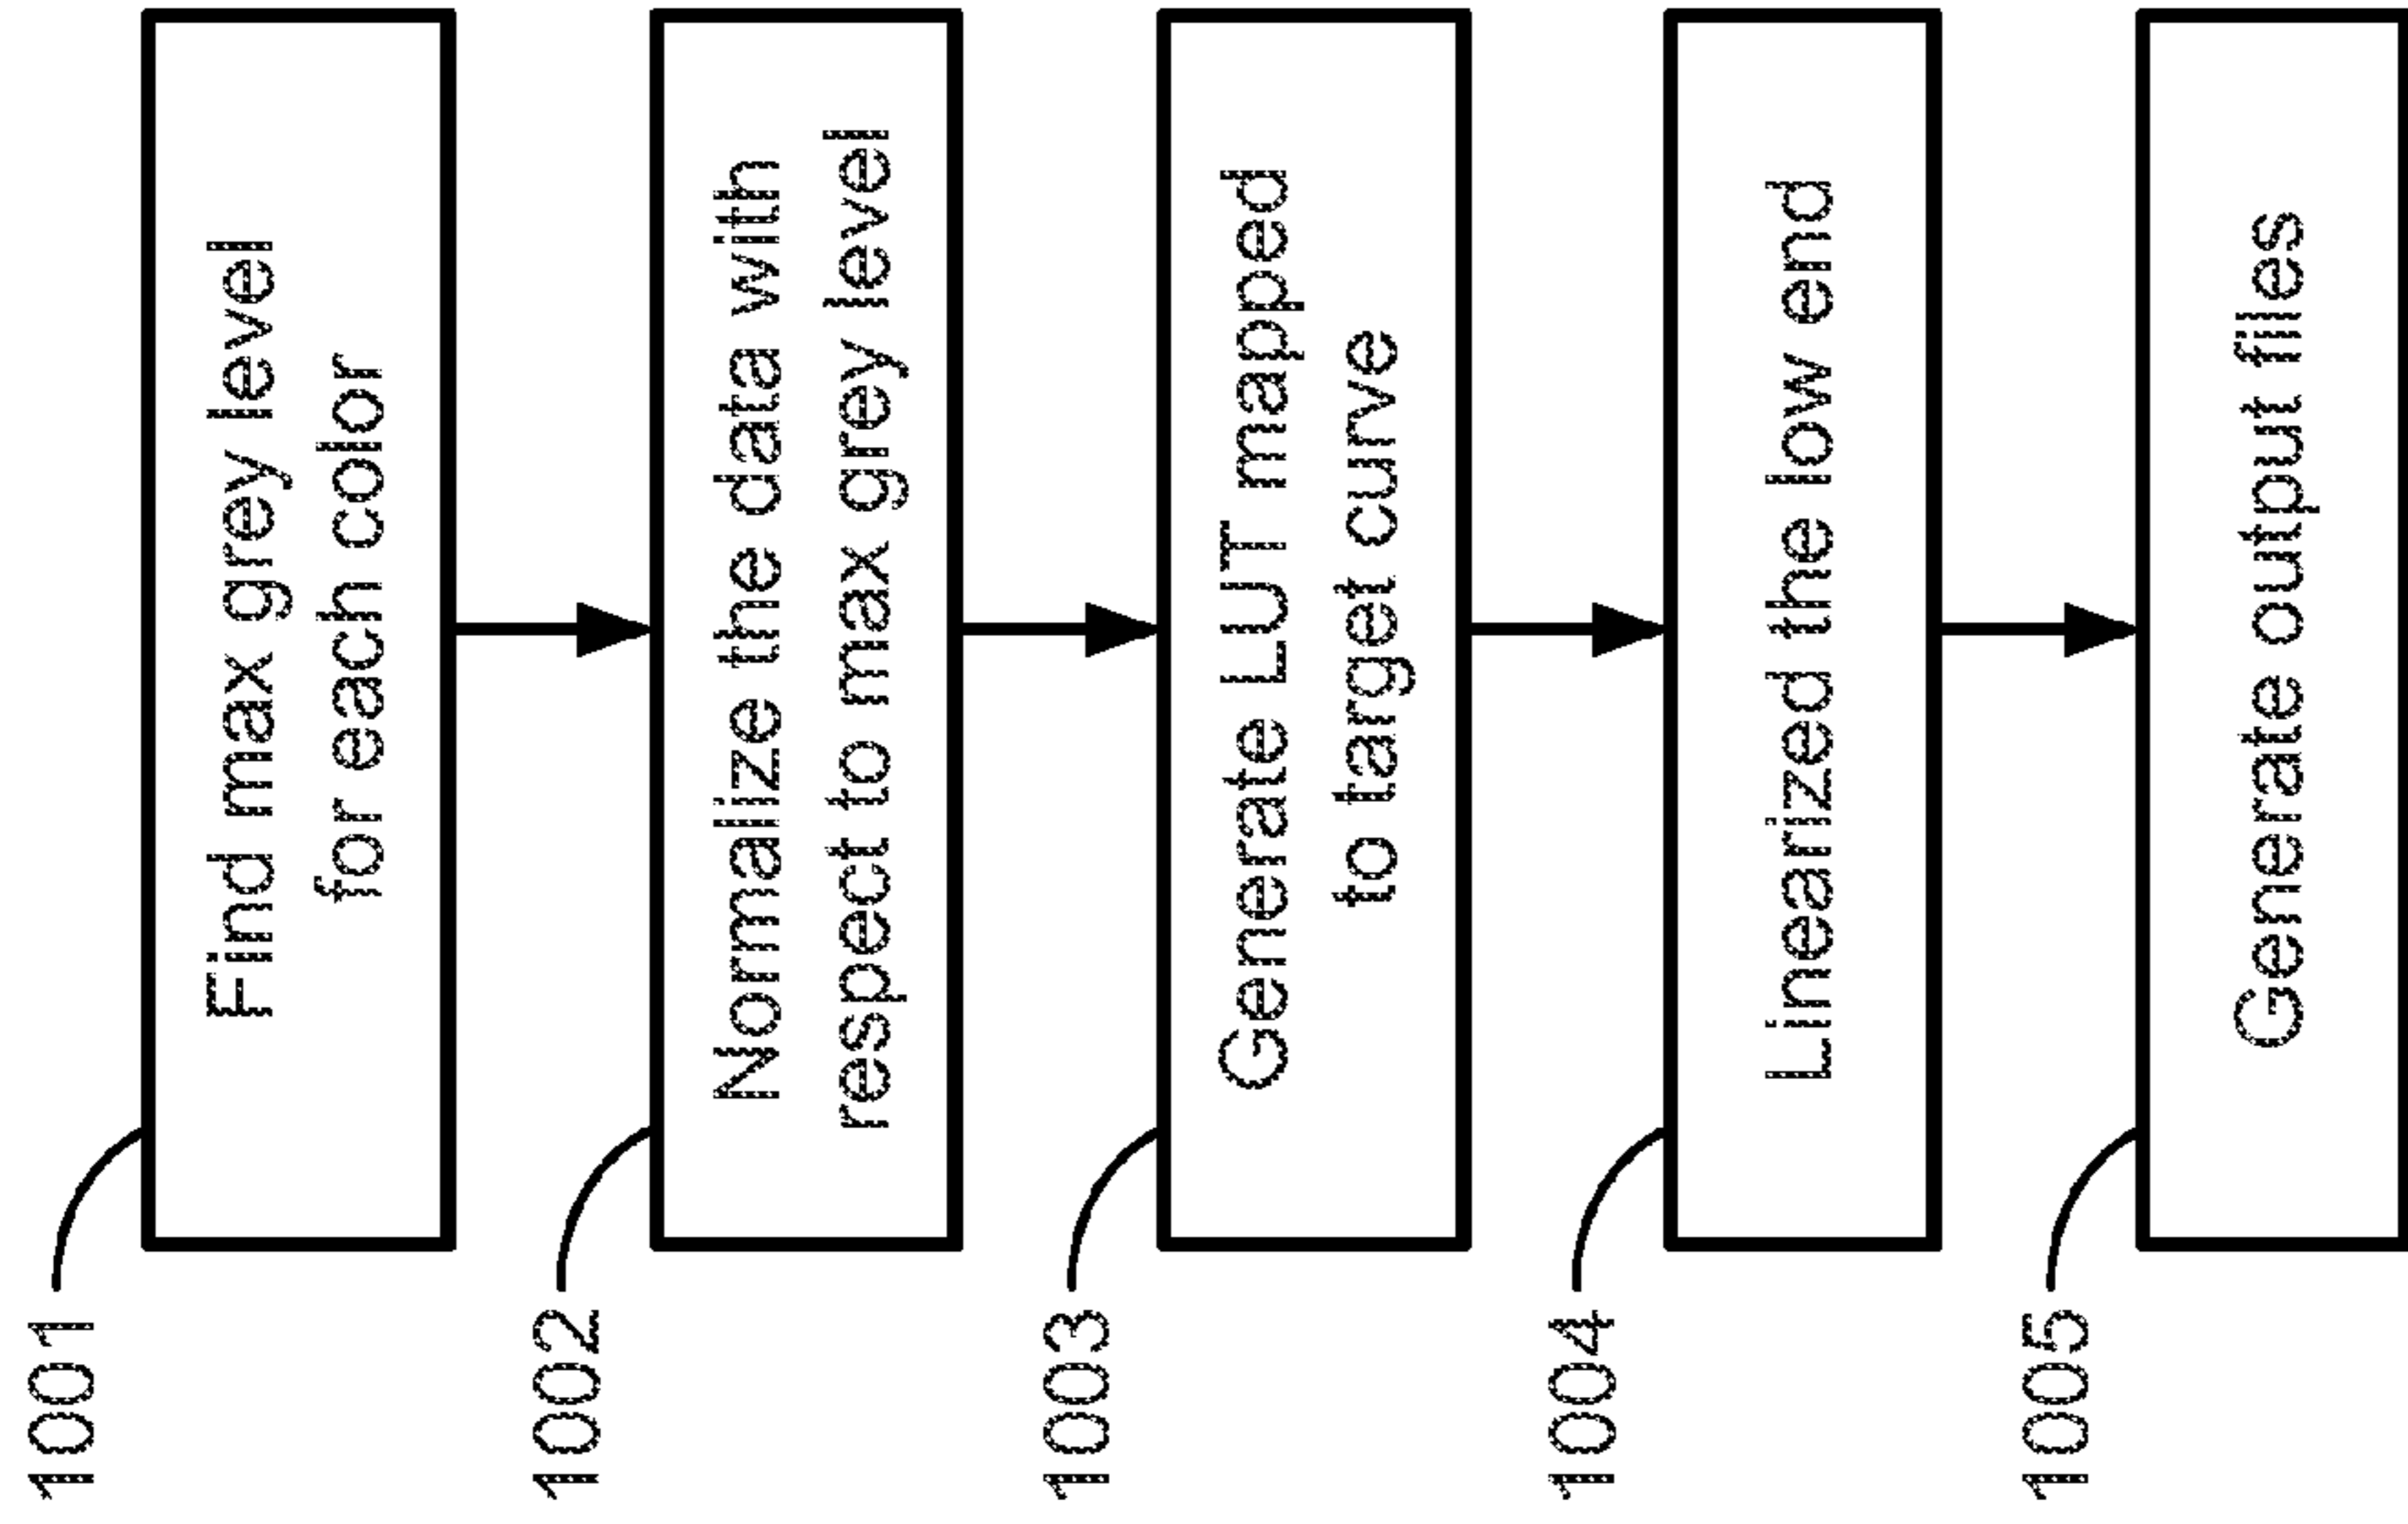 1001
Find max grey level
for each color
1002
Normalize the data with
respect to max grey level
1003
Generate LUT mapped
to target curve
1004
Linearized the low end
1005
Generate output files